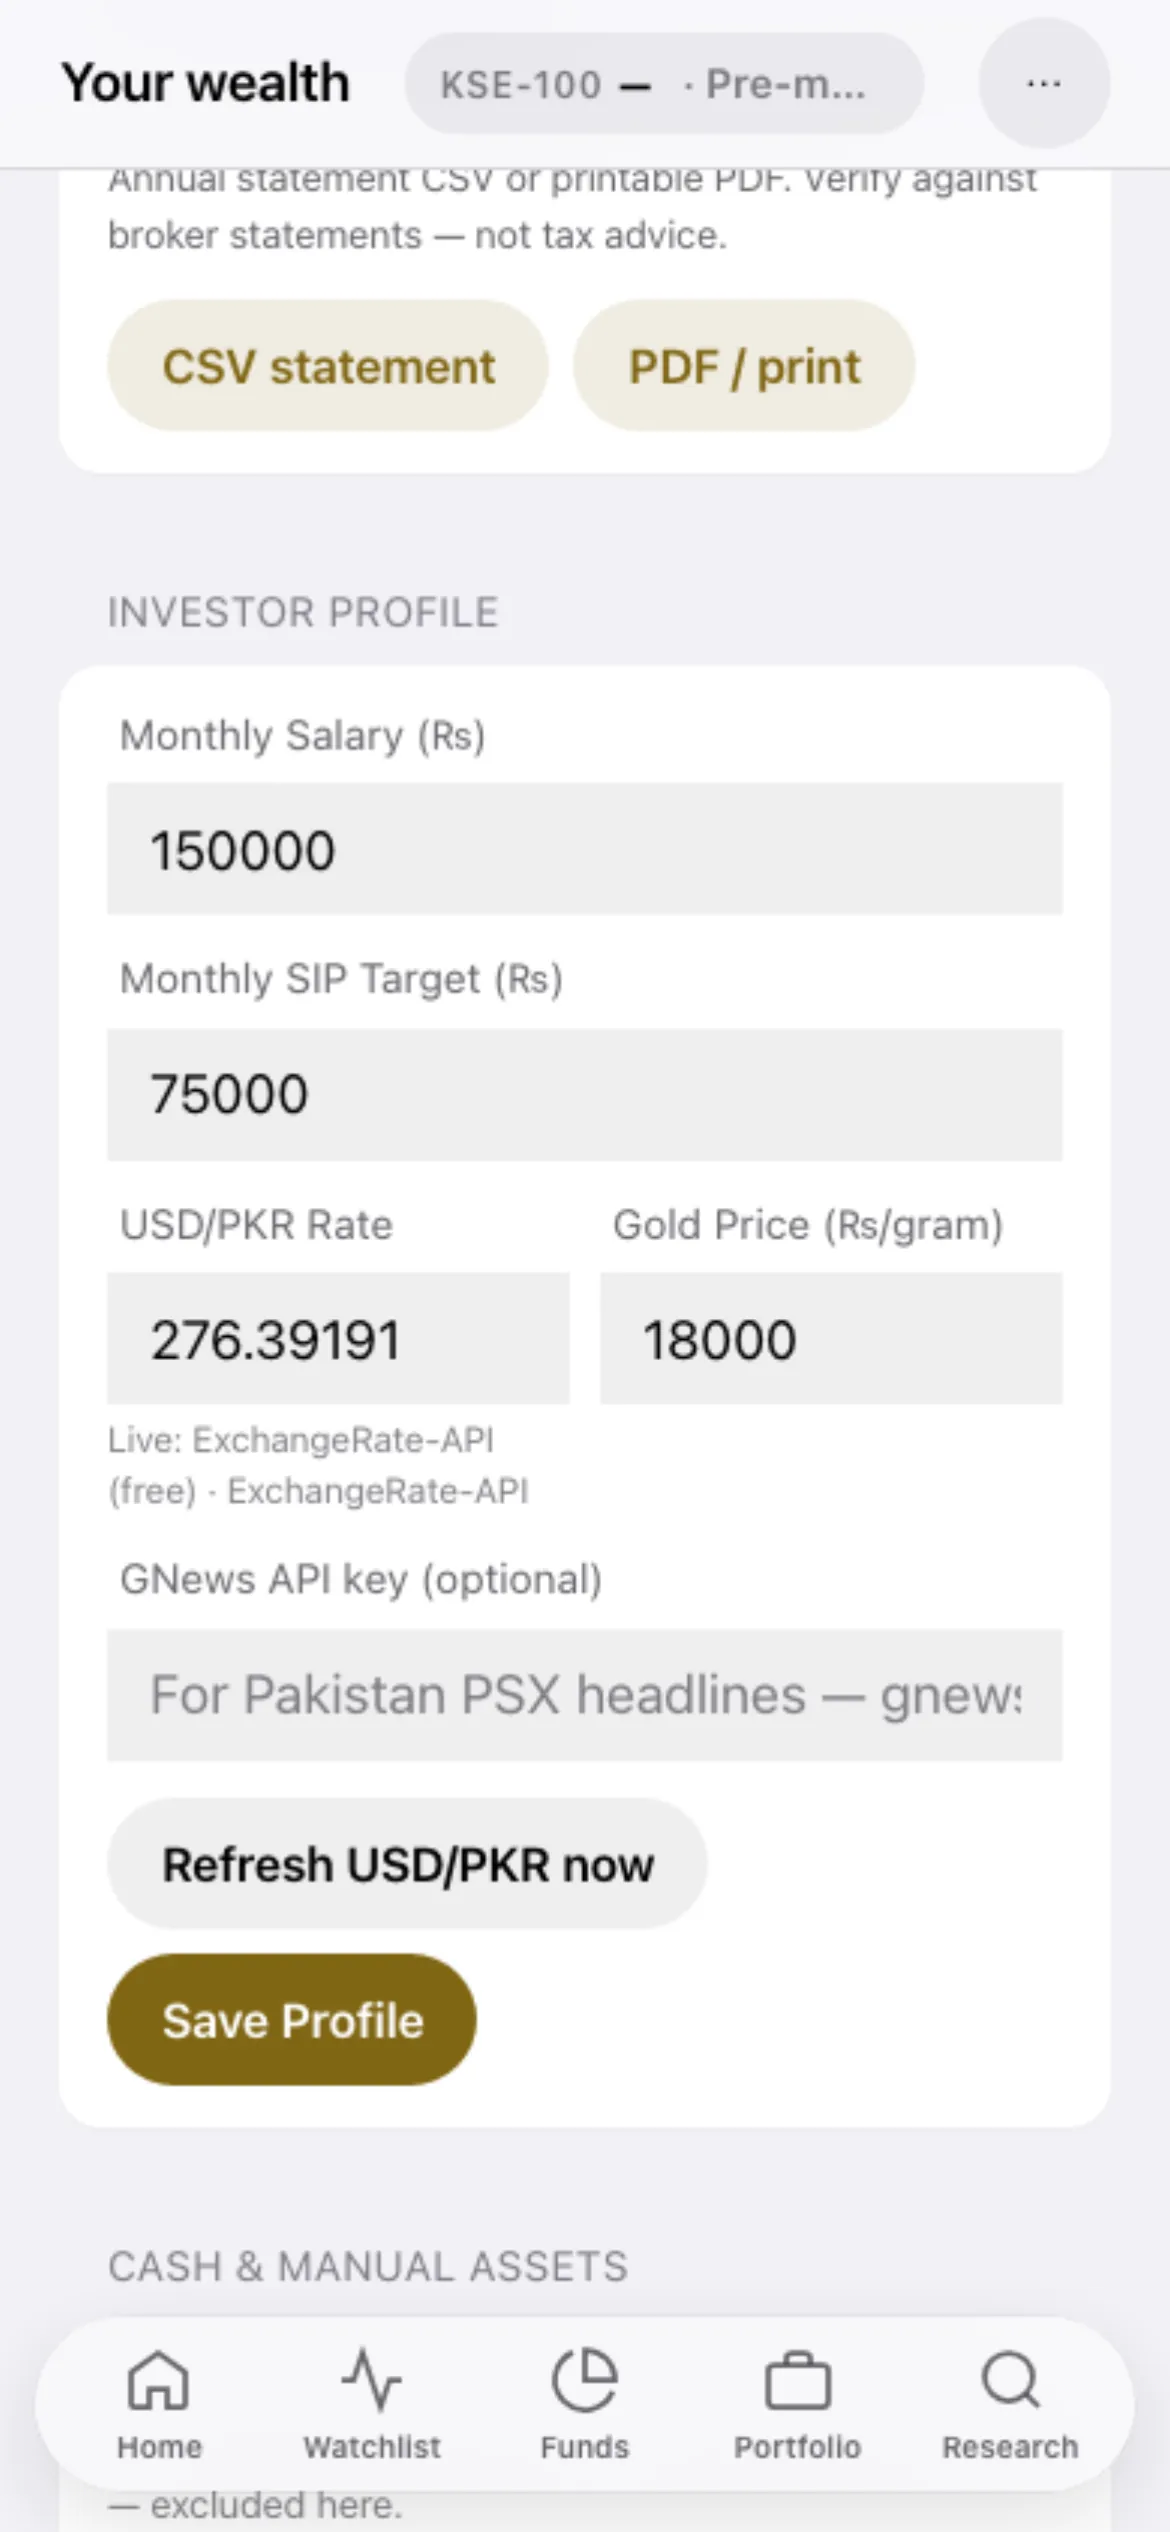 Your wealth
KSE-100 — · Pre-m...
...
Annual statement CSV or printable PDF. Verify against
broker statements — not tax advice.
CSV statement
PDF / print
INVESTOR PROFILE
Monthly Salary (Rs)
150000
Monthly SIP Target (Rs)
75000
USD/PKR Rate
Gold Price (Rs/gram)
276.39191
18000
Live: ExchangeRate-API
(free) · ExchangeRate-API
GNews API key (optional)
For Pakistan PSX headlines — gnews
Refresh USD/PKR now
Save Profile
CASH & MANUAL ASSETS
Home
Watchlist
Funds
Portfolio
Research
— excluded here.